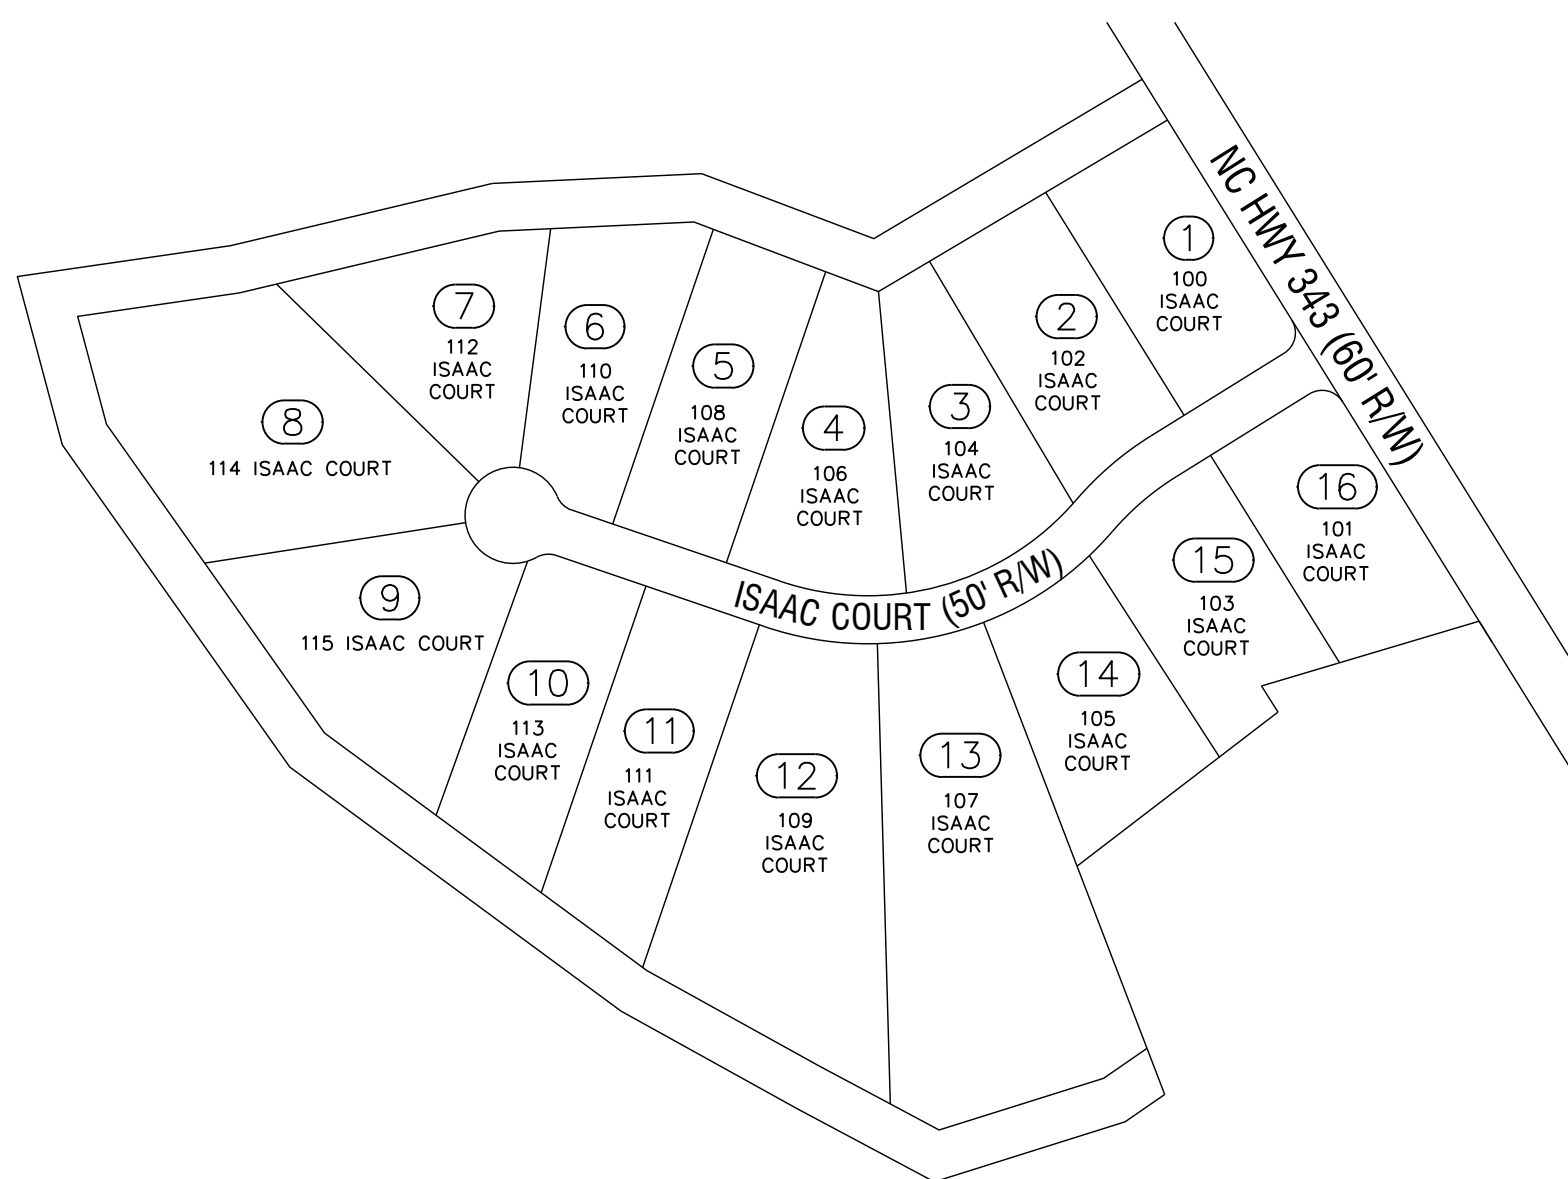 NC HWY 343 (60' R/W)
1
100
ISAAC
COURT
2
102
ISAAC
COURT
3
104
ISAAC
COURT
4
106
ISAAC
COURT
5
108
ISAAC
COURT
6
110
ISAAC
COURT
7
112
ISAAC
COURT
8
114 ISAAC COURT
9
115 ISAAC COURT
10
113
ISAAC
COURT
11
111
ISAAC
COURT
12
109
ISAAC
COURT
13
107
ISAAC
COURT
14
105
ISAAC
COURT
15
103
ISAAC
COURT
16
101
ISAAC
COURT
ISAAC COURT (50' R/W)